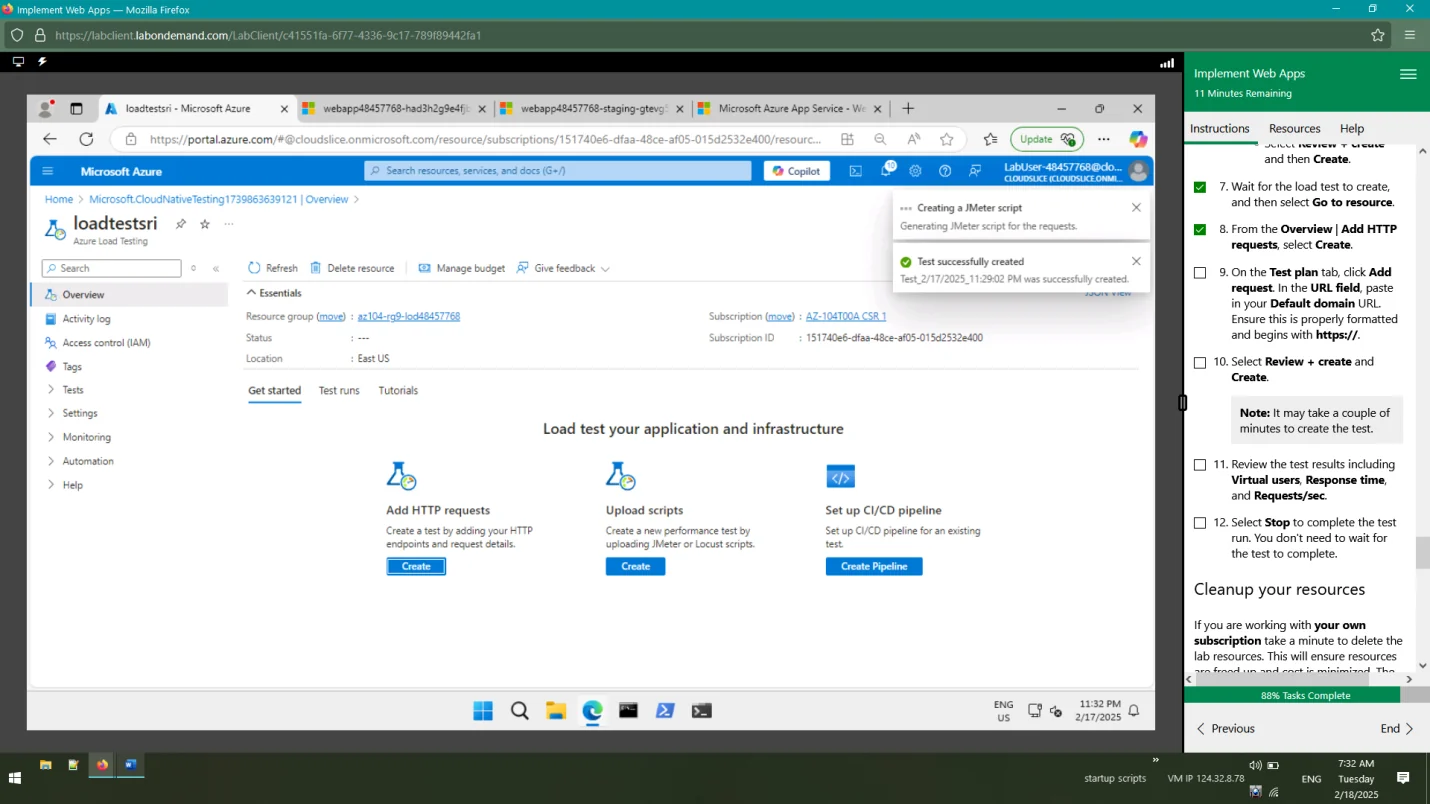 Implement Web Apps — Mozilla Firefox
https://labclient.labondemand.com/LabClient/c41551fa-6f77-4336-9c17-789f89442fa1
loadtestsri - Microsoft Azure
webapp48457768-had3h2g9e4fjb
webapp48457768-staging-gtevg5
Microsoft Azure App Service - We
https://portal.azure.com/#@cloudslice.onmicrosoft.com/resource/subscriptions/151740e6-dfaa-48ce-af05-015d2532e400/resourc...
Update
Microsoft Azure
Search resources, services, and docs (G+/)
Copilot
10
LabUser-48457768@do...
CLOUDSLICE (CLOUDSLICE.ONMI...
Home > Microsoft.CloudNativeTesting1739863639121 | Overview >
loadtestsri
Azure Load Testing
Creating a JMeter script
Generating JMeter script for the requests.
Test successfully created
Test_2/17/2025_11:29:02 PM was successfully created.
Search
Overview
Activity log
Access control (IAM)
Tags
Tests
Settings
Monitoring
Automation
Help
Refresh
Delete resource
Manage budget
Give feedback
Essentials
JSON View
Resource group (move) : az104-rg9-lod48457768
Status : ---
Location : East US
Subscription (move) : AZ-104T00A CSR 1
Subscription ID : 151740e6-dfaa-48ce-af05-015d2532e400
Get started
Test runs
Tutorials
Load test your application and infrastructure
Add HTTP requests
Create a test by adding your HTTP
endpoints and request details.
Create
Upload scripts
Create a new performance test by
uploading JMeter or Locust scripts.
Create
Set up CI/CD pipeline
Set up CI/CD pipeline for an existing
test.
Create Pipeline
ENG
US
11:32 PM
2/17/2025
Implement Web Apps
11 Minutes Remaining
Instructions
Resources
Help
Select Review + create
and then Create.
7. Wait for the load test to create,
and then select Go to resource.
8. From the Overview | Add HTTP
requests, select Create.
9. On the Test plan tab, click Add
request. In the URL field, paste
in your Default domain URL.
Ensure this is properly formatted
and begins with https://.
10. Select Review + create and
Create.
Note: It may take a couple of
minutes to create the test.
11. Review the test results including
Virtual users, Response time,
and Requests/sec.
12. Select Stop to complete the test
run. You don't need to wait for
the test to complete.
Cleanup your resources
If you are working with your own
subscription take a minute to delete the
lab resources. This will ensure resources
are freed up and cost is minimized. The
88% Tasks Complete
Previous
End
startup scripts
VM IP 124.32.8.78
ENG
7:32 AM
Tuesday
2/18/2025